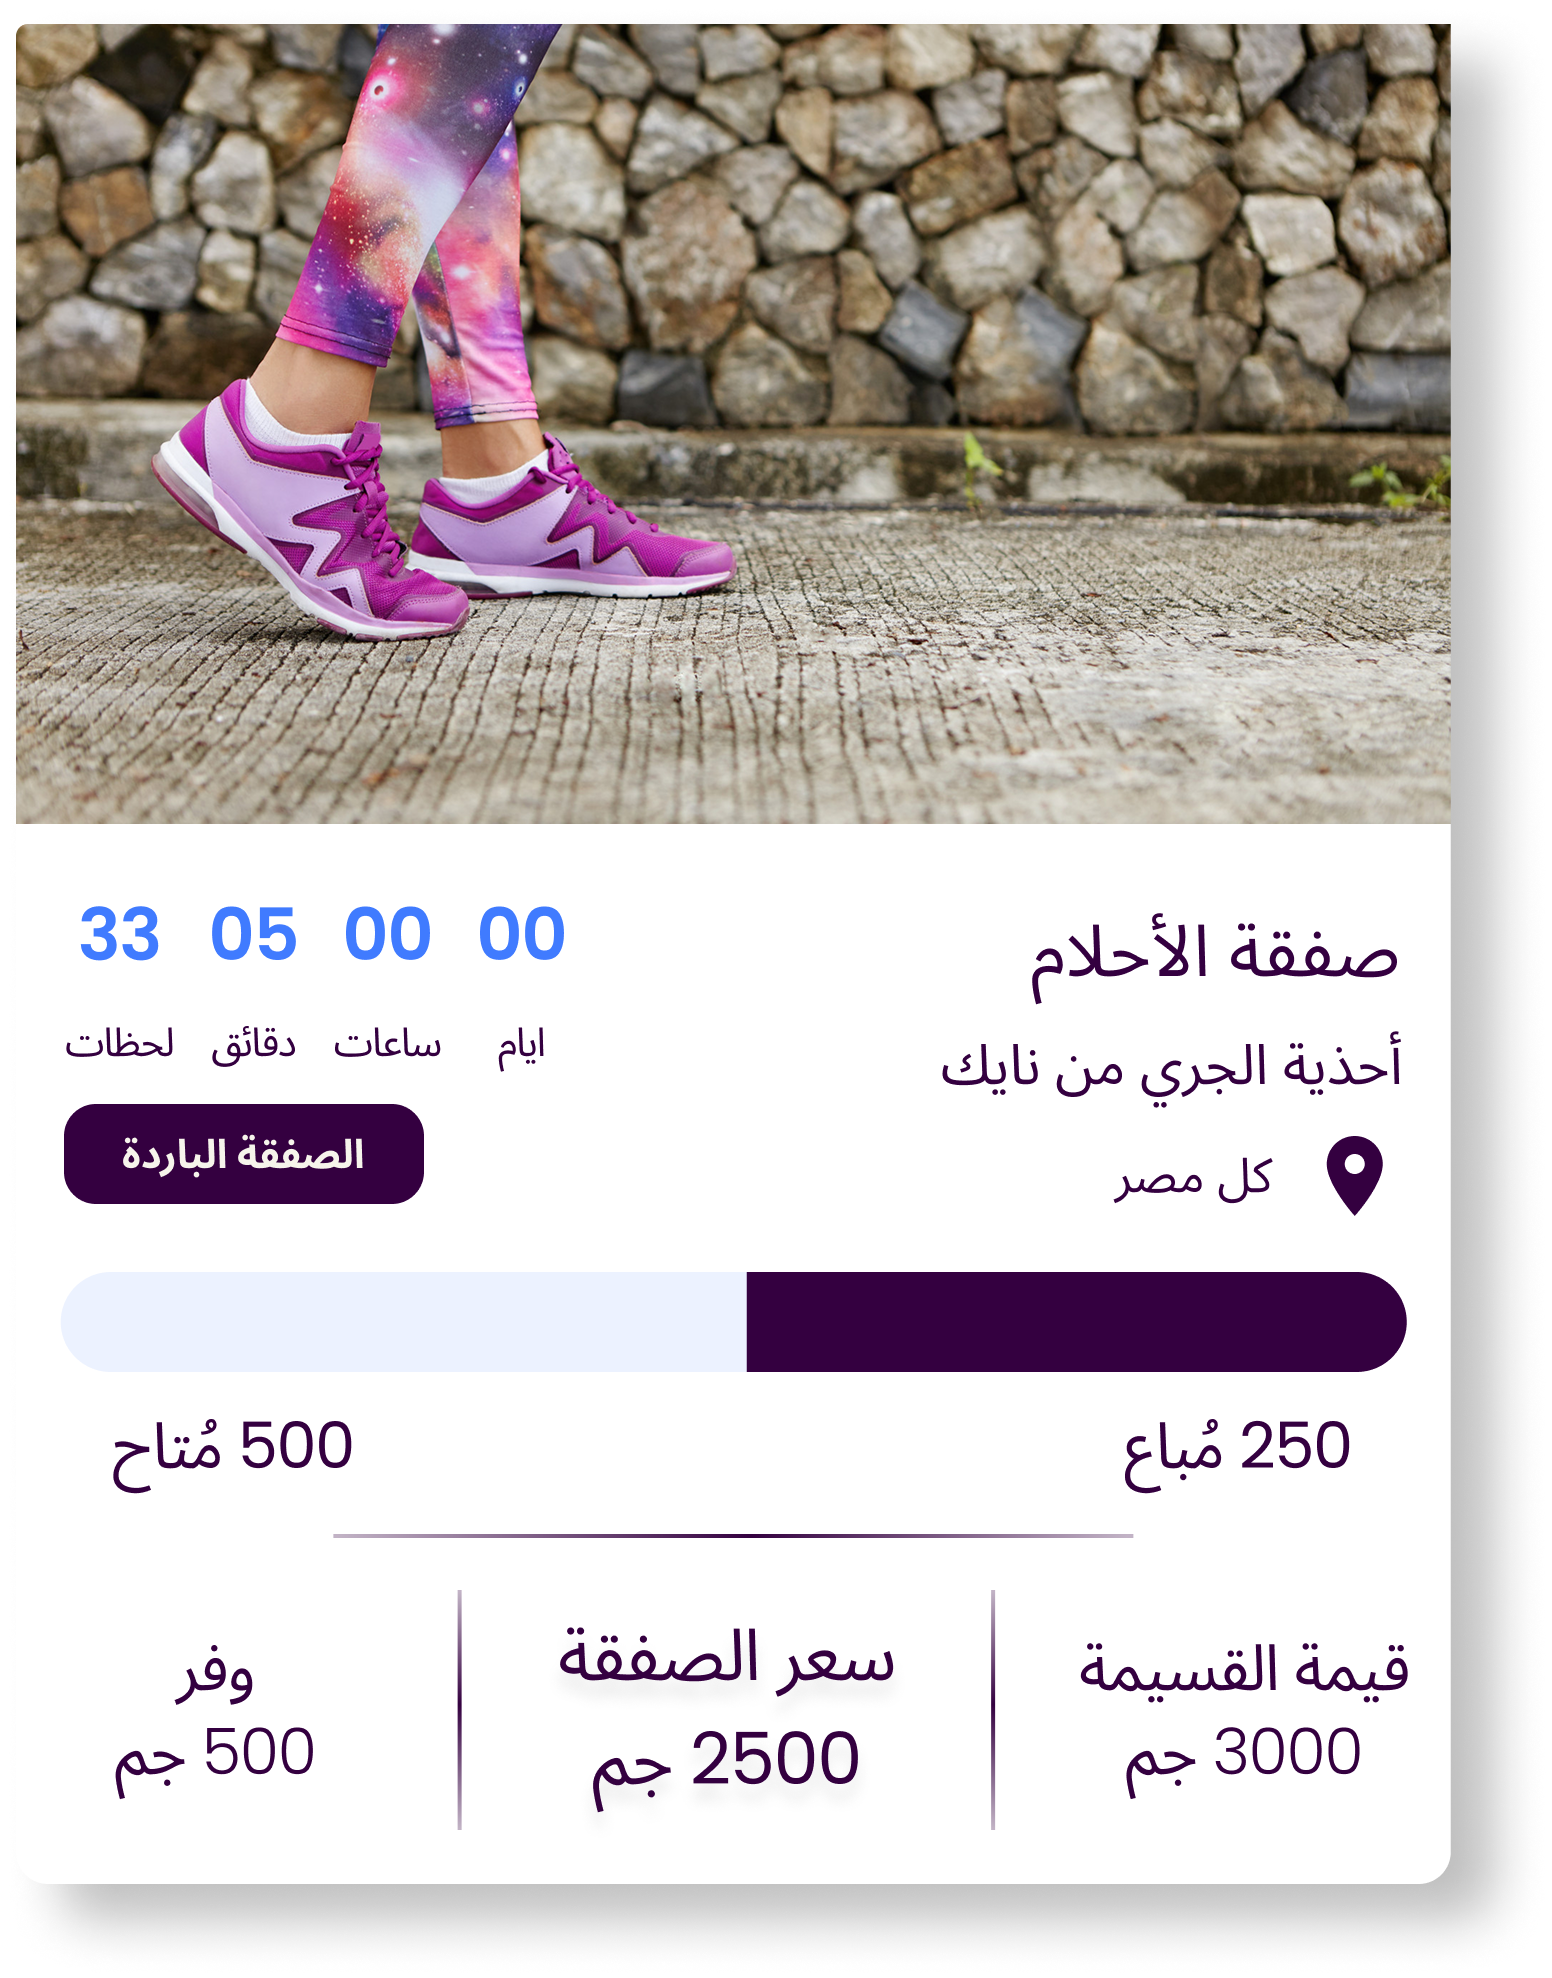 صفقة الأحلام
أحذية الجري من نايك
كل مصر
00 00 05 33
ايام ساعات دقائق لحظات
الصفقة الباردة
250 مُباع
500 مُتاح
قيمة القسيمة
3000 جم
سعر الصفقة
2500 جم
وفر
500 جم